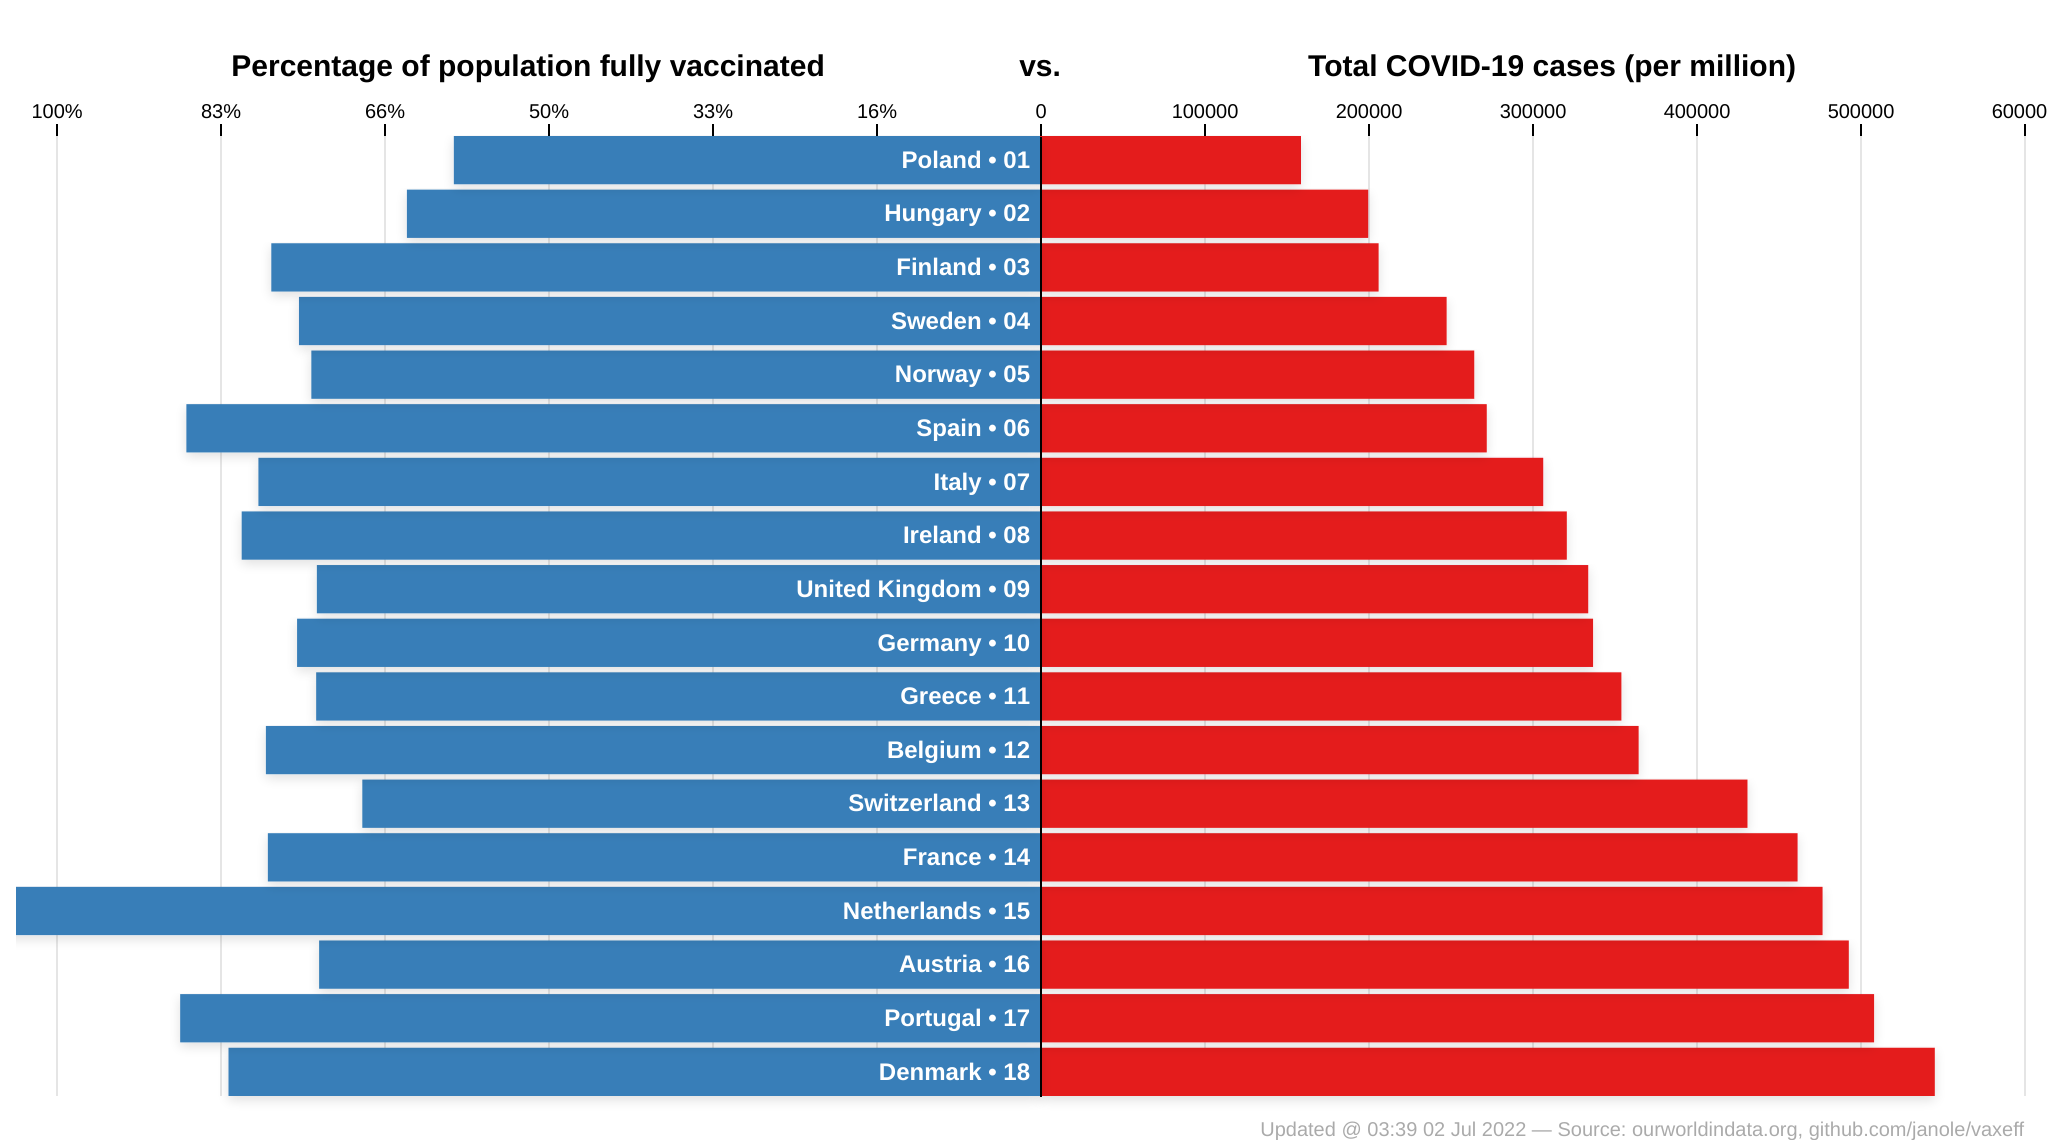 Percentage of population fully vaccinated vs. Total COVID-19 cases (per million)
100% 83% 66% 50% 33% 16% 0 100000 200000 300000 400000 500000 60000
Poland • 01
Hungary • 02
Finland • 03
Sweden • 04
Norway • 05
Spain • 06
Italy • 07
Ireland • 08
United Kingdom • 09
Germany • 10
Greece • 11
Belgium • 12
Switzerland • 13
France • 14
Netherlands • 15
Austria • 16
Portugal • 17
Denmark • 18
Updated @ 03:39 02 Jul 2022 — Source: ourworldindata.org, github.com/janole/vaxeff